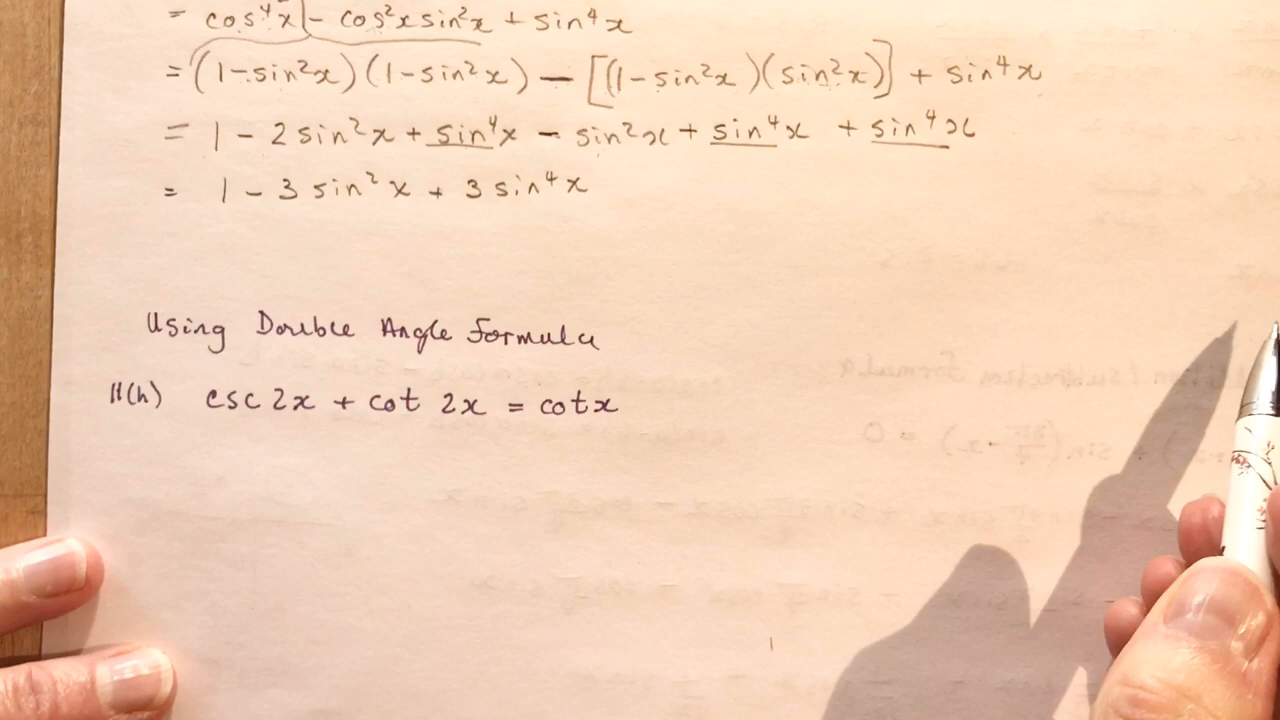 = cos⁴x - cos²x sin²x + sin⁴x
= (1-sin²x)(1-sin²x) - [(1-sin²x)(sin²x)] + sin⁴x
= 1 - 2 sin²x + sin⁴x - sin²x + sin⁴x + sin⁴x
= 1 - 3 sin²x + 3 sin⁴x
Using Double Angle Formula
11(h) csc 2x + cot 2x = cot x